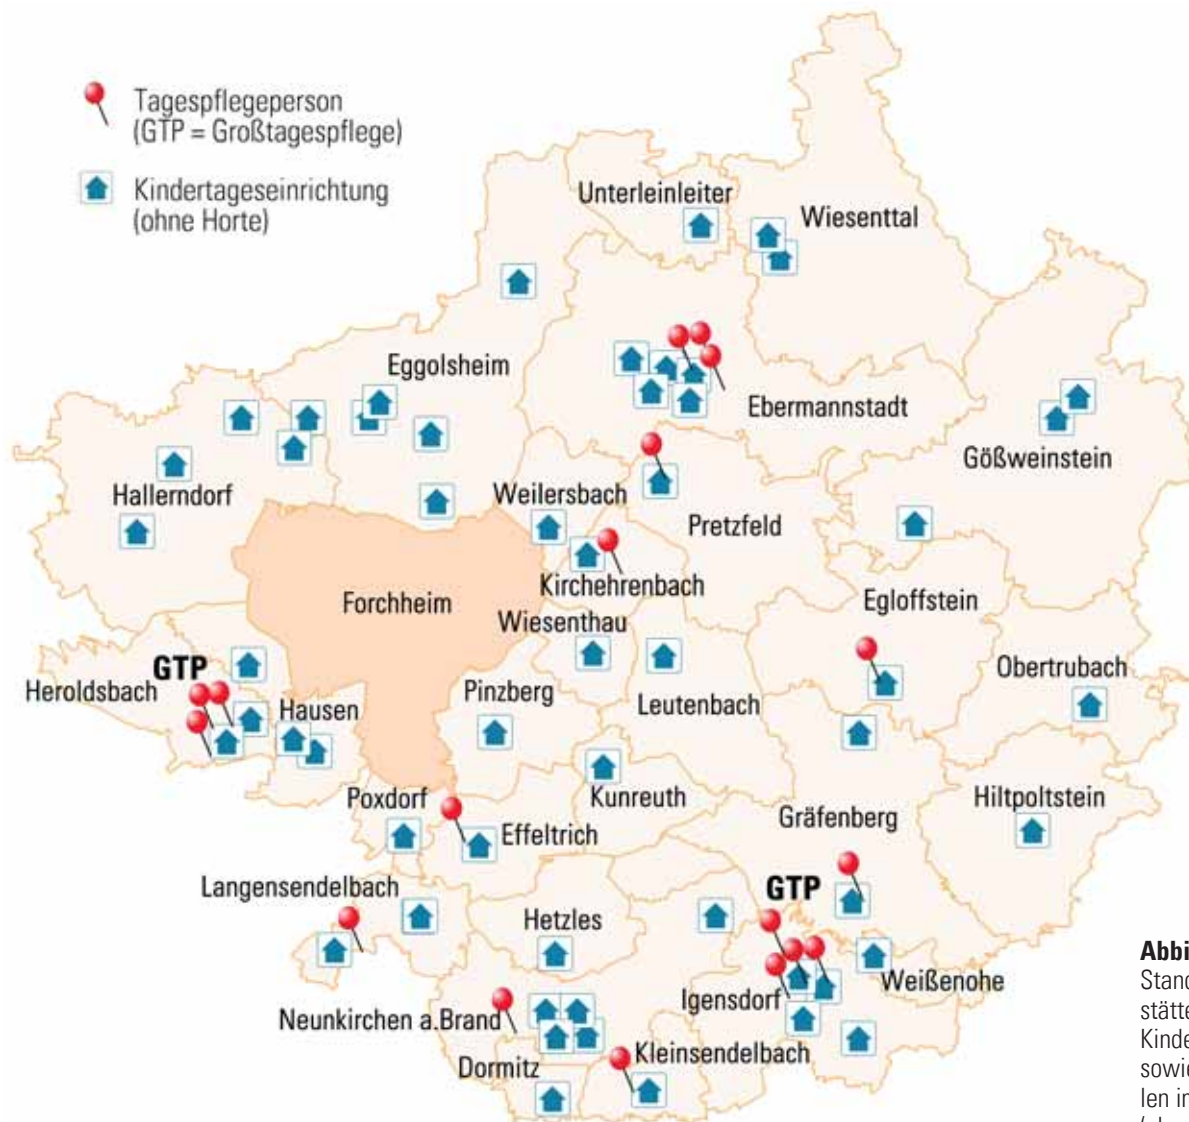 Tagespflegeperson
(GTP = Großtagespflege)
Kindertageseinrichtung
(ohne Horte)
Unterleinleiter
Wiesenttal
Eggolsheim
Ebermannstadt
Gößweinstein
Hallerndorf
Weilersbach
Pretzfeld
Kirchehrenbach
Forchheim
Egloffstein
Wiesenthau
GTP
Heroldsbach
Obertrubach
Pinzberg
Leutenbach
Hausen
Poxdorf
Kunreuth
Hiltpoltstein
Gräfenberg
Effeltrich
Langensendelbach
GTP
Hetzles
Weißenohe
Igensdorf
Neunkirchen a.Brand
Kleinsendelbach
Dormitz
Abbi
Stand
stätte
Kinde
sowie
len in